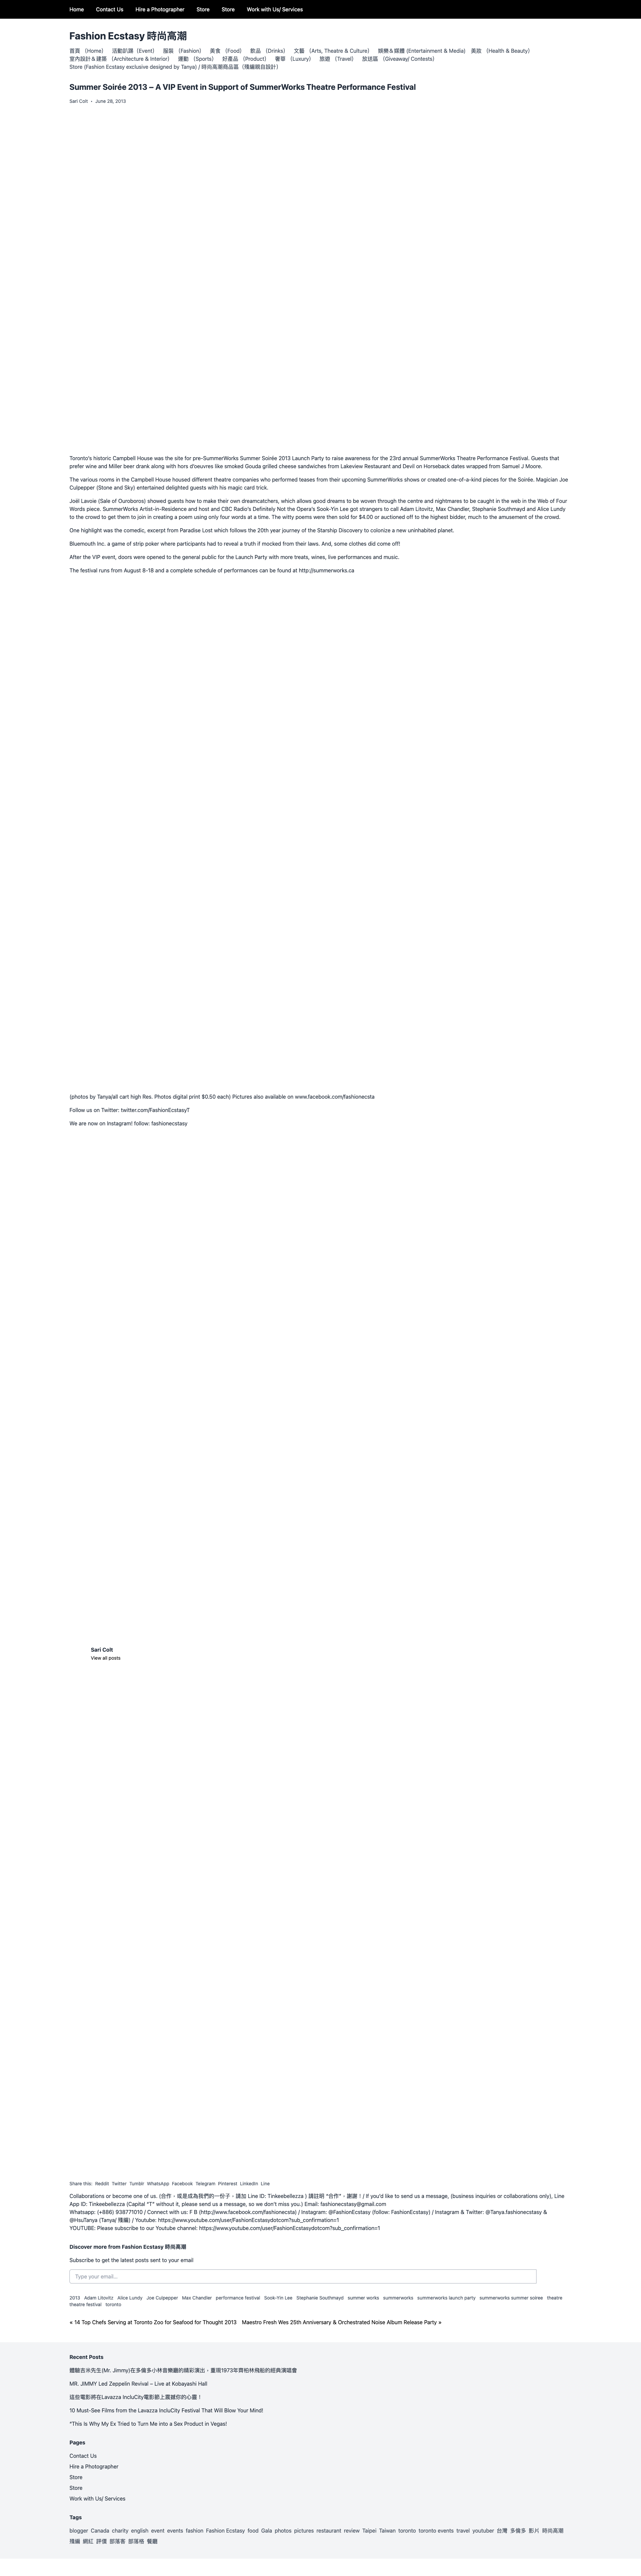 Home Contact Us Hire a Photographer Store Store Work with Us/ Services
Fashion Ecstasy 時尚高潮
首頁 （Home） 活動趴踢（Event） 服裝 （Fashion） 美食 （Food） 飲品 （Drinks） 文藝 （Arts, Theatre & Culture） 娛樂＆媒體 (Entertainment & Media) 美妝 （Health & Beauty）
室內設計＆建築 （Architecture & Interior） 運動 （Sports） 好產品 （Product） 奢華 （Luxury） 旅遊 （Travel） 放送區 （Giveaway/ Contests）
Summer Soirée 2013 – A VIP Event in Support of SummerWorks Theatre Performance Festival
Sari Colt • June 28, 2013
Toronto's historic Campbell House was the site for pre-SummerWorks Summer Soirée 2013 Launch Party to raise awareness for the 23rd annual SummerWorks Theatre Performance Festival. Guests that
prefer wine and Miller beer drank along with hors d'oeuvres like smoked Gouda grilled cheese sandwiches from Lakeview Restaurant and Devil on Horseback dates wrapped from Samuel J Moore.
The various rooms in the Campbell House housed different theatre companies who performed teases from their upcoming SummerWorks shows or created one-of-a-kind pieces for the Soirée. Magician Joe
Culpepper (Stone and Sky) entertained delighted guests with his magic card trick.
Joël Lavoie (Sale of Ouroboros) showed guests how to make their own dreamcatchers, which allows good dreams to be woven through the centre and nightmares to be caught in the web in the Web of Four
Words piece. SummerWorks Artist-in-Residence and host and CBC Radio's Definitely Not the Opera's Sook-Yin Lee got strangers to call Adam Litovitz, Max Chandler, Stephanie Southmayd and Alice Lundy
to the crowd to get them to join in creating a poem using only four words at a time. The witty poems were then sold for $4.00 or auctioned off to the highest bidder, much to the amusement of the crowd.
One highlight was the comedic, excerpt from Paradise Lost which follows the 20th year journey of the Starship Discovery to colonize a new uninhabited planet.
Bluemouth Inc. a game of strip poker where participants had to reveal a truth if mocked from their laws. And, some clothes did come off!
After the VIP event, doors were opened to the general public for the Launch Party with more treats, wines, live performances and music.
The festival runs from August 8-18 and a complete schedule of performances can be found at http://summerworks.ca
(photos by Tanya/all cart high Res. Photos digital print $0.50 each) Pictures also available on www.facebook.com/fashionecsta
Follow us on Twitter: twitter.com/FashionEcstasyT
We are now on Instagram! follow: fashionecstasy
Sari Colt
View all posts
Share this: Reddit Twitter Tumblr WhatsApp Facebook Telegram Pinterest LinkedIn Line
Collaborations or become one of us. (合作、或是成為我們的一份子，請加 Line ID: Tinkeebellezza ) 請註明 "合作"，謝謝！/ If you'd like to send us a message, (business inquiries or collaborations only), Line
App ID: Tinkeebellezza (Capital "T" without it, please send us a message, so we don't miss you.) Email: fashionecstasy@gmail.com
Whatsapp: (+886) 938771010 / Connect with us: F B (http://www.facebook.com/fashionecsta) / Instagram: @FashionEcstasy (follow: FashionEcstasy) / Instagram & Twitter: @Tanya.fashionecstasy &
YOUTUBE: Please subscribe to our Youtube channel: https://www.youtube.com/user/FashionEcstasydotcom?sub_confirmation=1
Discover more from Fashion Ecstasy 時尚高潮
Subscribe to get the latest posts sent to your email
Type your email…
2013 Adam Litovitz Alice Lundy Joe Culpepper Max Chandler performance festival Sook-Yin Lee Stephanie Southmayd summer works summerworks summerworks launch party summerworks summer soiree theatre
theatre festival toronto
« 14 Top Chefs Serving at Toronto Zoo for Seafood for Thought 2013 Maestro Fresh Wes 25th Anniversary & Orchestrated Noise Album Release Party »
Recent Posts
體驗吉米先生(Mr. Jimmy)在多倫多小林音樂廳的精彩演出，重現1973年齊柏林飛船的經典演唱會
MR. JIMMY Led Zeppelin Revival – Live at Kobayashi Hall
這些電影將在Lavazza IncluCity電影節上震撼你的心靈！
10 Must-See Films from the Lavazza IncluCity Festival That Will Blow Your Mind!
"This Is Why My Ex Tried to Turn Me into a Sex Product in Vegas!
Pages
Contact Us
Hire a Photographer
Store
Store
Work with Us/ Services
Tags
blogger Canada charity english event events fashion Fashion Ecstasy food Gala photos pictures restaurant review Taipei Taiwan toronto toronto events travel youtuber 台灣 多倫多 影片 時尚高潮
網紅 評價 部落客 部落格 餐廳